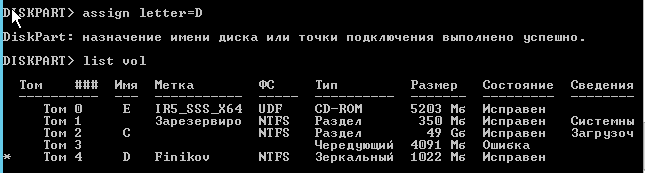 DISKPART> assign letter=D
DiskPart: назначение имени диска или точки подключения выполнено успешно.
DISKPART> list vol
Том ### Имя Метка ФС Тип Размер Состояние Сведения
---------- --- ----------- ----- ---------- ------- --------- --------
Том 0 E IR5_SSS_X64 UDF CD-ROM 5203 Мб Исправен
Том 1 Зарезервиро NTFS Раздел 350 Мб Исправен Системны
Том 2 C NTFS Раздел 49 Gб Исправен Загрузоч
Том 3 Чередующий 4091 Мб Ошибка
* Том 4 D Finikov NTFS Зеркальный 1022 Мб Исправен